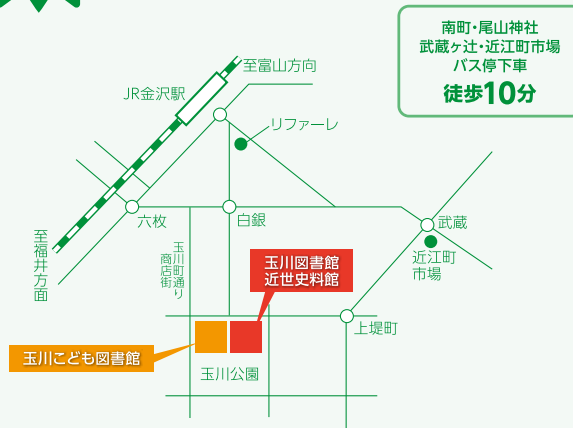 南町・尾山神社
武蔵ヶ辻・近江町市場
バス停下車
徒歩10分
至富山方向
JR金沢駅
リファーレ
六枚
白銀
武蔵
近江町
市場
至福井方面
玉川町通り
商店街
玉川図書館
近世史料館
上堤町
玉川こども図書館
玉川公園